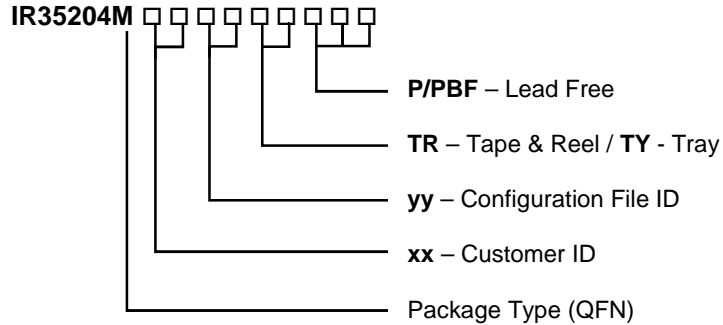 IR35204M □ □ □ □ □ □ □ □ □
P/PBF – Lead Free
TR – Tape & Reel / TY - Tray
yy – Configuration File ID
xx – Customer ID
Package Type (QFN)